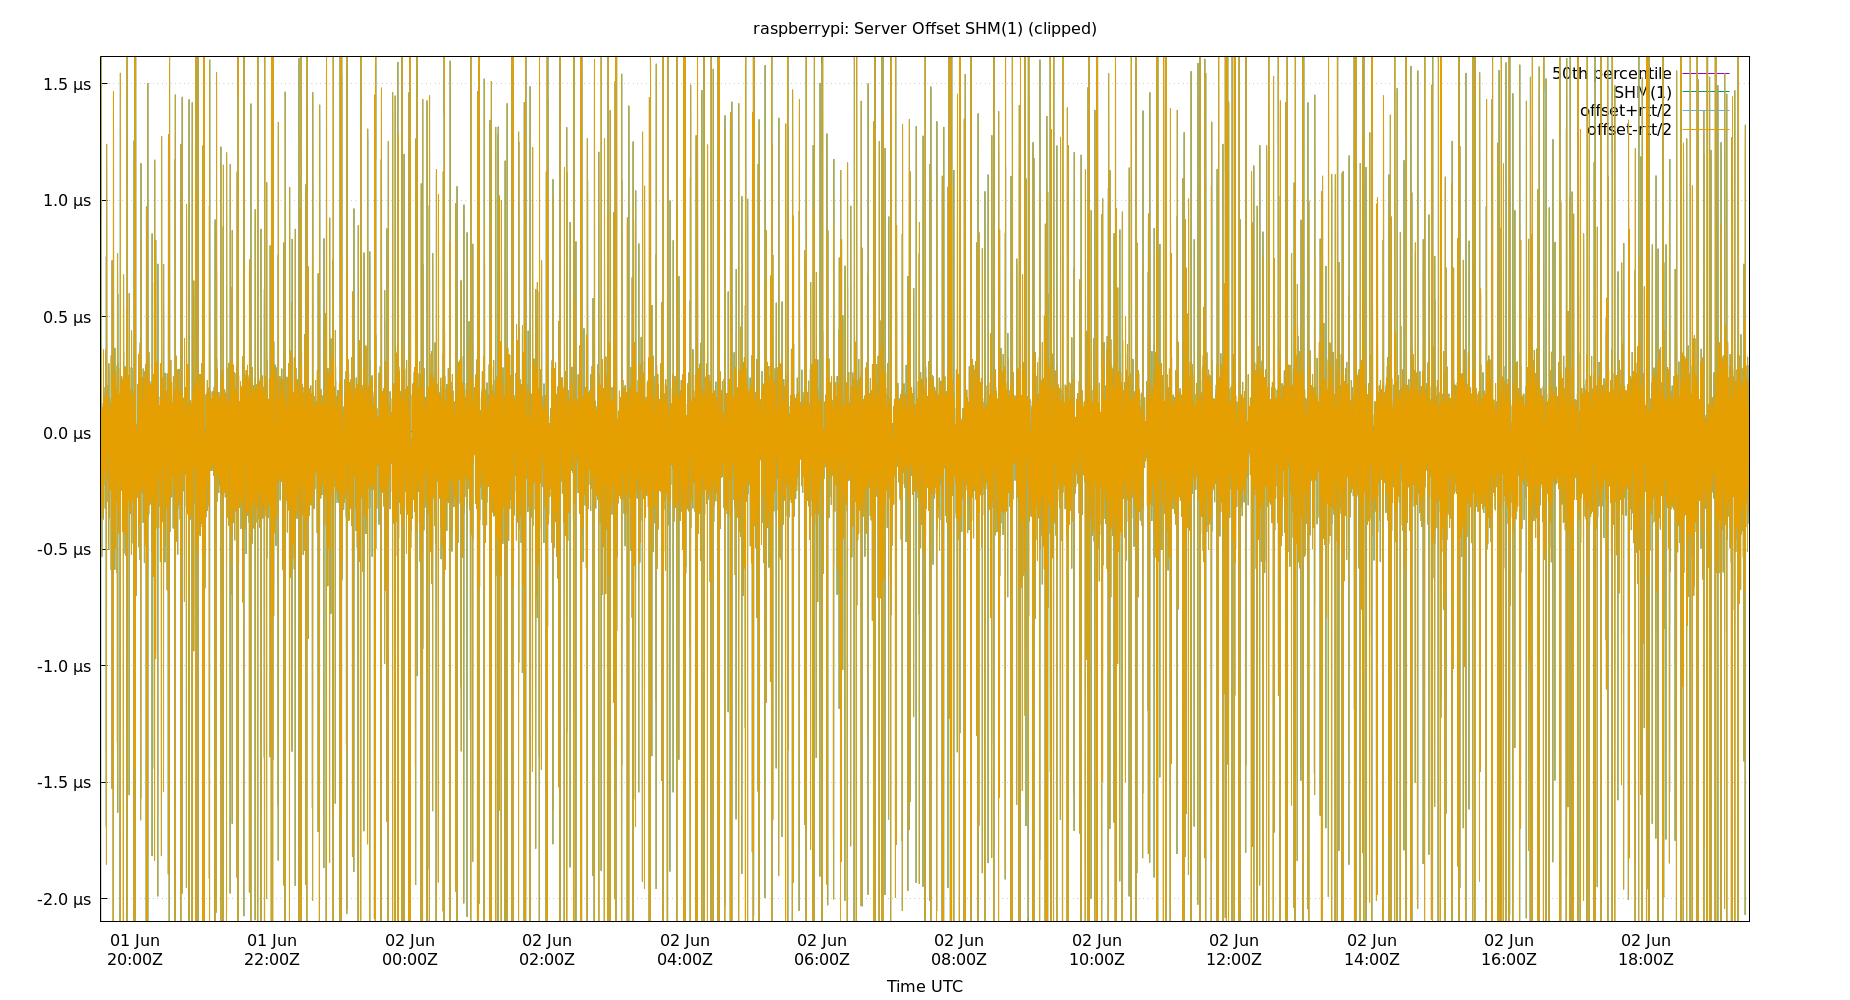 raspberrypi: Server Offset SHM(1) (clipped)
50th percentile
SHM(1)
offset+rtt/2
offset-rtt/2
1.5 µs
1.0 µs
0.5 µs
0.0 µs
-0.5 µs
-1.0 µs
-1.5 µs
-2.0 µs
01 Jun 01 Jun 02 Jun 02 Jun 02 Jun 02 Jun 02 Jun 02 Jun 02 Jun 02 Jun 02 Jun 02 Jun
20:00Z 22:00Z 00:00Z 02:00Z 04:00Z 06:00Z 08:00Z 10:00Z 12:00Z 14:00Z 16:00Z 18:00Z
Time UTC